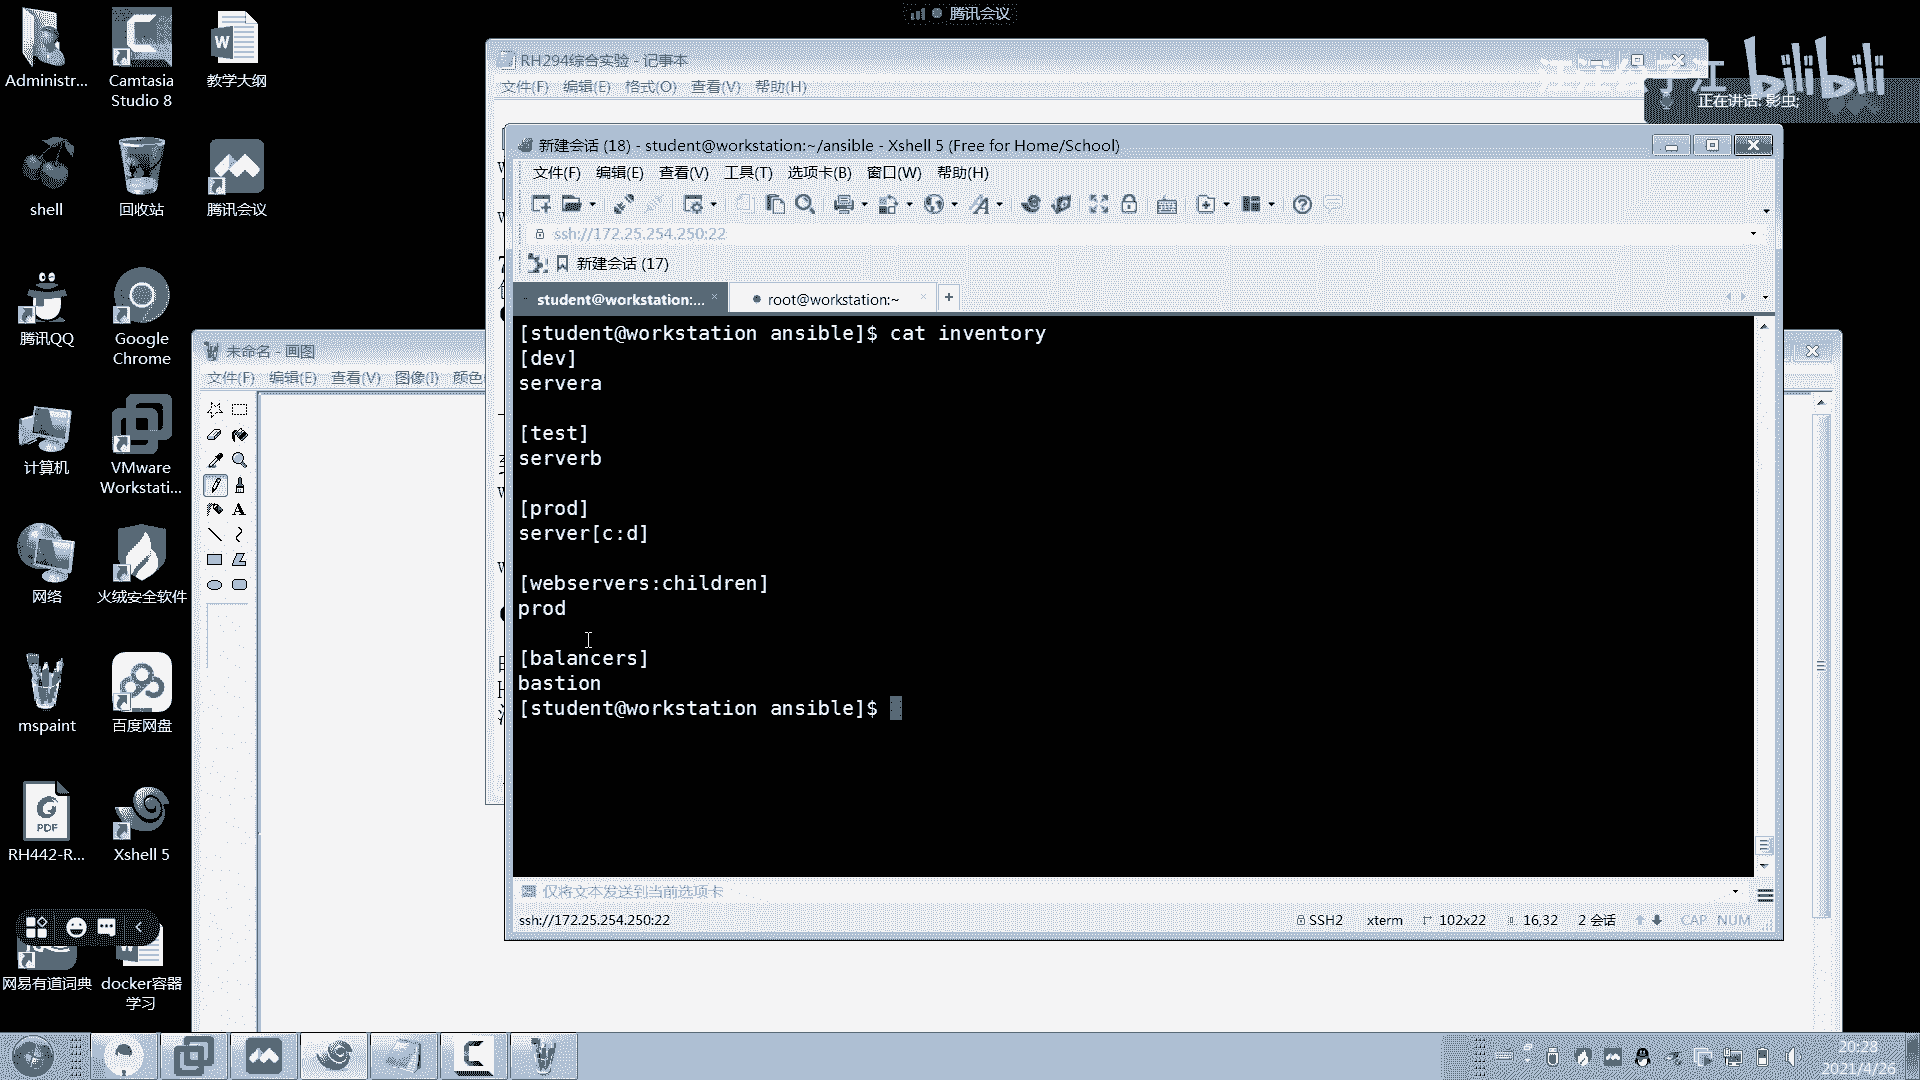 腾讯会议
bilibili
正在讲话: 影虫;
Administr...
Camtasia
Studio 8
教学大纲
shell
回收站
腾讯会议
腾讯QQ
Google
Chrome
计算机
VMware
Workstati...
网络
火绒安全软件
mspaint
百度网盘
RH442-R...
Xshell 5
网易有道词典
docker容器
学习
RH294综合实验 - 记事本
文件(F) 编辑(E) 格式(O) 查看(V) 帮助(H)
未命名 - 画图
文件(F) 编辑(E) 查看(V) 图像(I) 颜色
新建会话 (18) - student@workstation:~/ansible - Xshell 5 (Free for Home/School)
文件(F) 编辑(E) 查看(V) 工具(T) 选项卡(B) 窗口(W) 帮助(H)
ssh://172.25.254.250:22
新建会话 (17)
student@workstation:... × root@workstation:~ × +
[student@workstation ansible]$ cat inventory
[dev]
servera
[test]
serverb
[prod]
server[c:d]
[webservers:children]
prod
[balancers]
bastion
[student@workstation ansible]$
仅将文本发送到当前选项卡
ssh://172.25.254.250:22 SSH2 xterm 102x22 16,32 2 会话 CAP NUM
20:28
2021/4/26